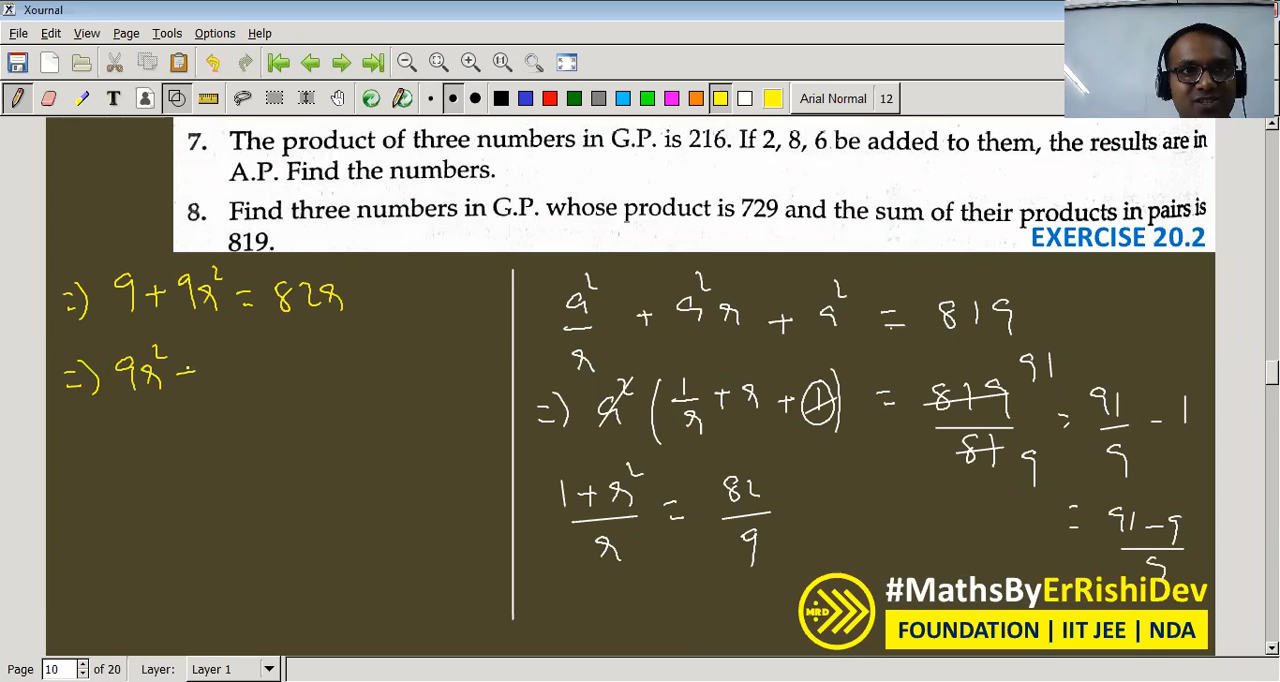 Xournal
File Edit View Page Tools Options Help
Arial Normal 12
7. The product of three numbers in G.P. is 216. If 2, 8, 6 be added to them, the results are in
A.P. Find the numbers.
8. Find three numbers in G.P. whose product is 729 and the sum of their products in pairs is
819.
EXERCISE 20.2
=) 9 + 9r² = 82r
=) 9r² -
a²/r + a²r + a² = 819
=) a² (1/r + r + 1) = 819/81 91/9 = 91/9 - 1
(1 + r²)/r = 82/9
= (91 - 9)/9
MRD
#MathsByErRishiDev
FOUNDATION | IIT JEE | NDA
Page 10 of 20 Layer: Layer 1